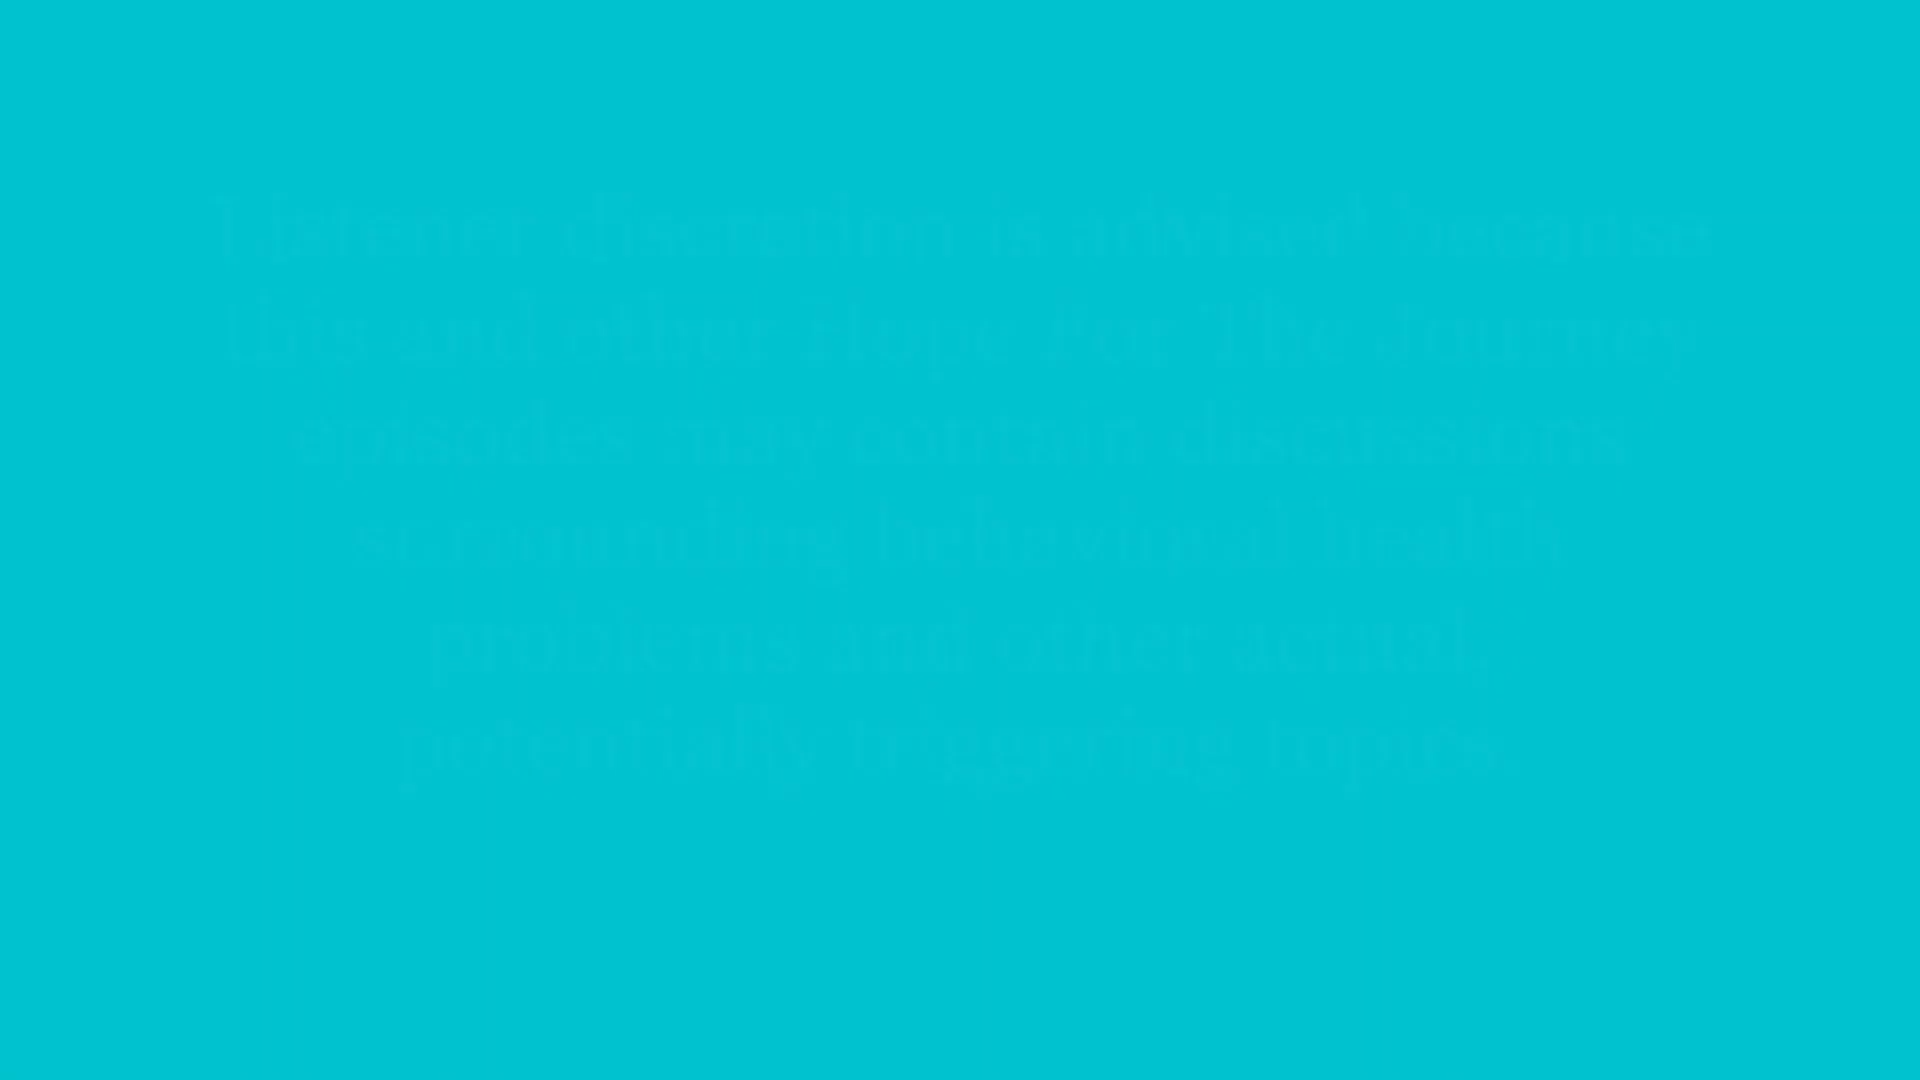 Listener discretion is advised because
this and other Hope For The Journey
episodes may contain discussions
surrounding behavioral health
problems and other
potentially triggering topics.